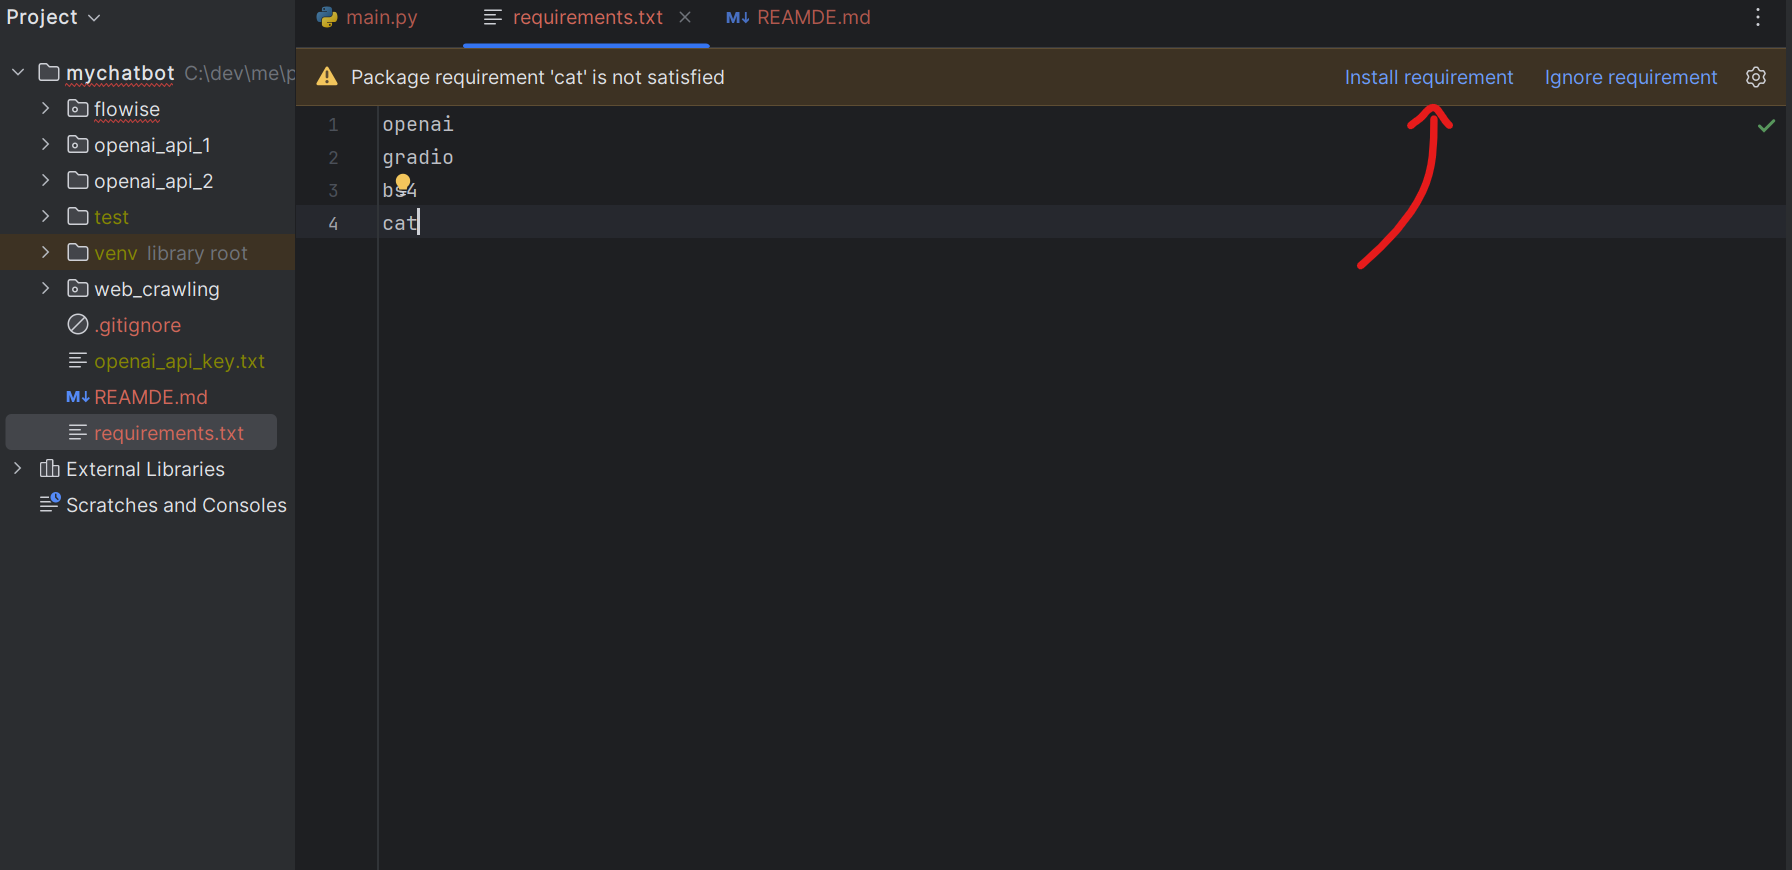 Project
main.py
requirements.txt
REAMDE.md
mychatbot C:\dev\me\p
Package requirement 'cat' is not satisfied
Install requirement
Ignore requirement
flowise
openai_api_1
openai_api_2
test
venv library root
web_crawling
.gitignore
openai_api_key.txt
REAMDE.md
requirements.txt
External Libraries
Scratches and Consoles
1 openai
2 gradio
3 bs4
4 cat